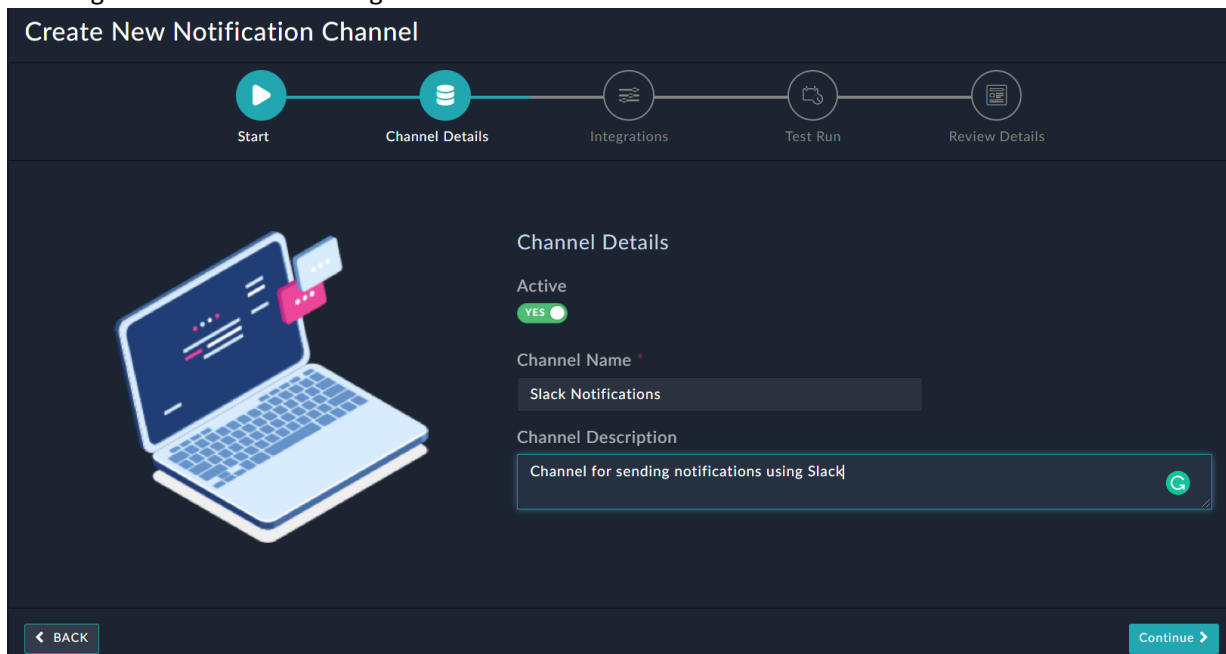 Create New Notification Channel
Start
Channel Details
Integrations
Test Run
Review Details
Channel Details
Active
YES
Channel Name *
Slack Notifications
Channel Description
Channel for sending notifications using Slack
G
BACK
Continue